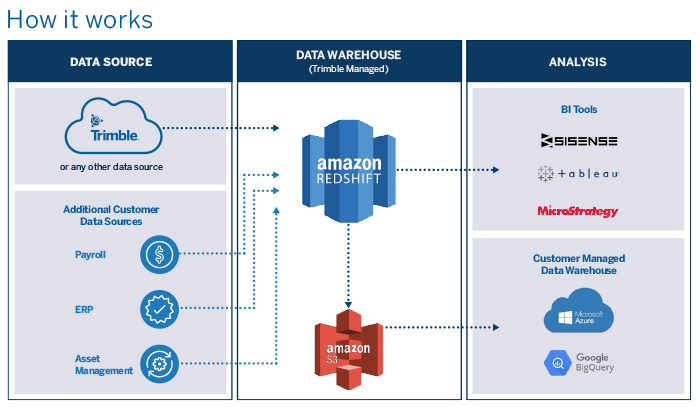 How it works
DATA SOURCE
Trimble
or any other data source
Additional Customer
Data Sources
Payroll
$
ERP
Asset
Management
DATA WAREHOUSE
(Trimble Managed)
amazon
REDSHIFT
amazon
S3
ANALYSIS
BI Tools
SISENSE
+ableau
MicroStrategy
Customer Managed
Data Warehouse
Microsoft
Azure
Google
BigQuery